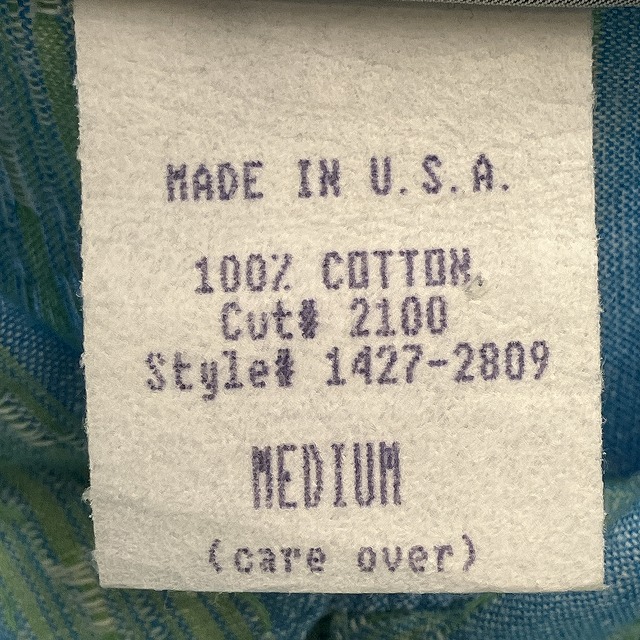 MADE IN U.S.A.
100% COTTON
Cut# 2100
Style# 1427-2809
MEDIUM
(care over)